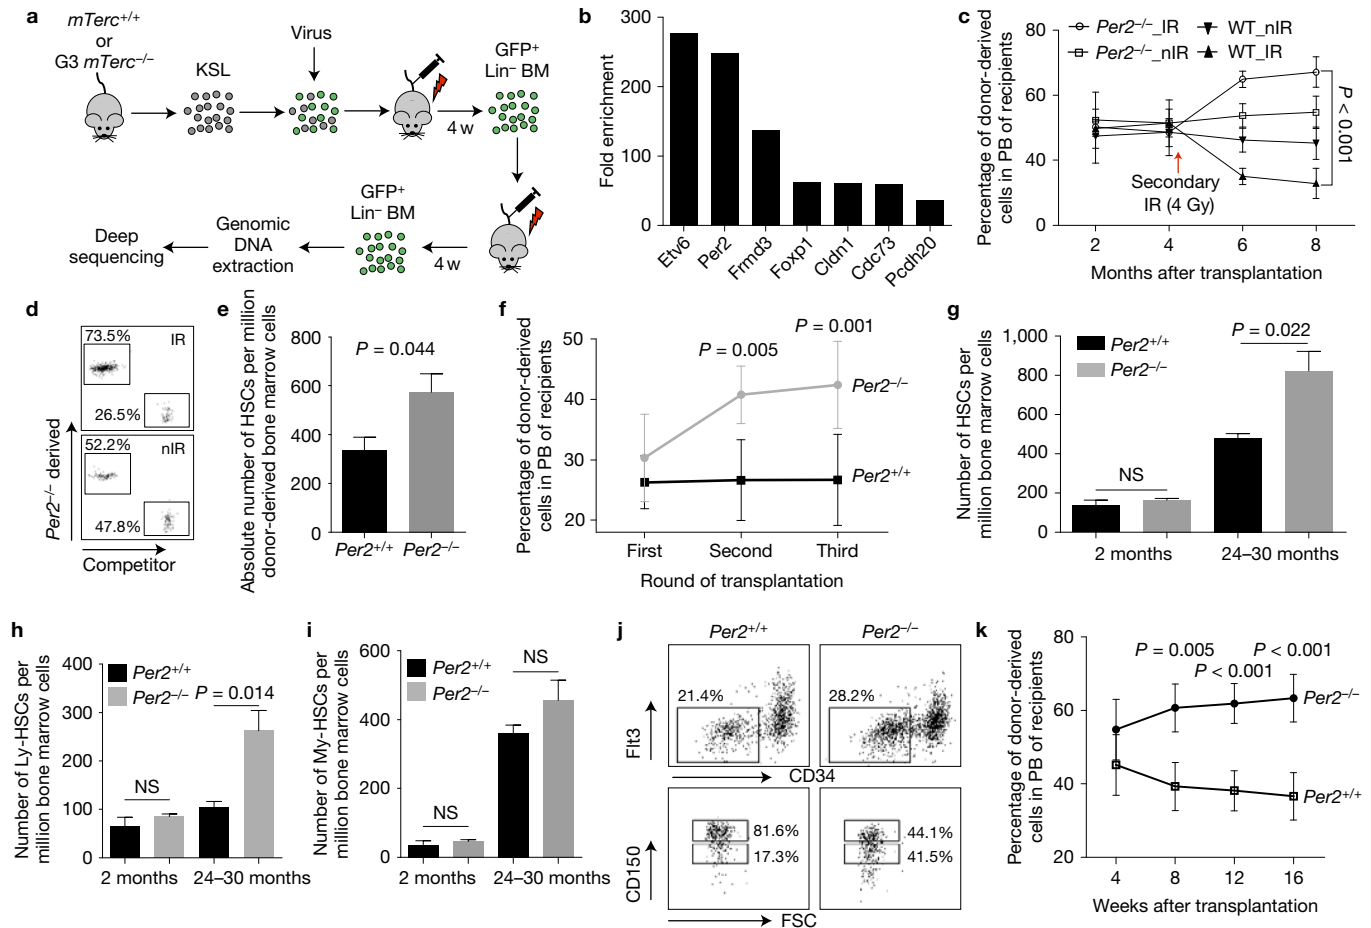 a
mTerc+/+
or
G3 mTerc−/−
KSL
Virus
GFP+
Lin− BM
4 w
GFP+
Lin− BM
4 w
Genomic
DNA
extraction
Deep
sequencing
b
Fold enrichment
300
200
100
0
Etv6
Per2
Frmd3
Foxp1
Cldn1
Cdc73
Pcdh20
c
Per2−/−_IR
WT_nIR
Per2−/−_nIR
WT_IR
Percentage of donor-derived
cells in PB of recipients
80
60
40
0
P < 0.001
Secondary
IR (4 Gy)
2 4 6 8
Months after transplantation
d
73.5%
IR
26.5%
52.2%
nIR
47.8%
Per2−/− derived
Competitor
e
Absolute number of HSCs per million
donor-derived bone marrow cells
800
600
400
200
0
P = 0.044
Per2+/+ Per2−/−
f
Percentage of donor-derived
cells in PB of recipients
50
40
30
20
P = 0.005
P = 0.001
Per2−/−
Per2+/+
First Second Third
Round of transplantation
g
Number of HSCs per
million bone marrow cells
1,000
800
600
400
200
0
Per2+/+
Per2−/−
P = 0.022
NS
2 months 24–30 months
h
Number of Ly-HSCs per
million bone marrow cells
400
300
200
100
0
Per2+/+
Per2−/−
P = 0.014
NS
2 months 24–30 months
i
Number of My-HSCs per
million bone marrow cells
600
400
200
0
Per2+/+
Per2−/−
NS
NS
2 months 24–30 months
j
Per2+/+ Per2−/−
21.4%
28.2%
Flt3
CD34
81.6%
17.3%
44.1%
41.5%
CD150
FSC
k
Percentage of donor-derived
cells in PB of recipients
80
60
40
20
P = 0.005
P < 0.001
P < 0.001
Per2−/−
Per2+/+
4 8 12 16
Weeks after transplantation